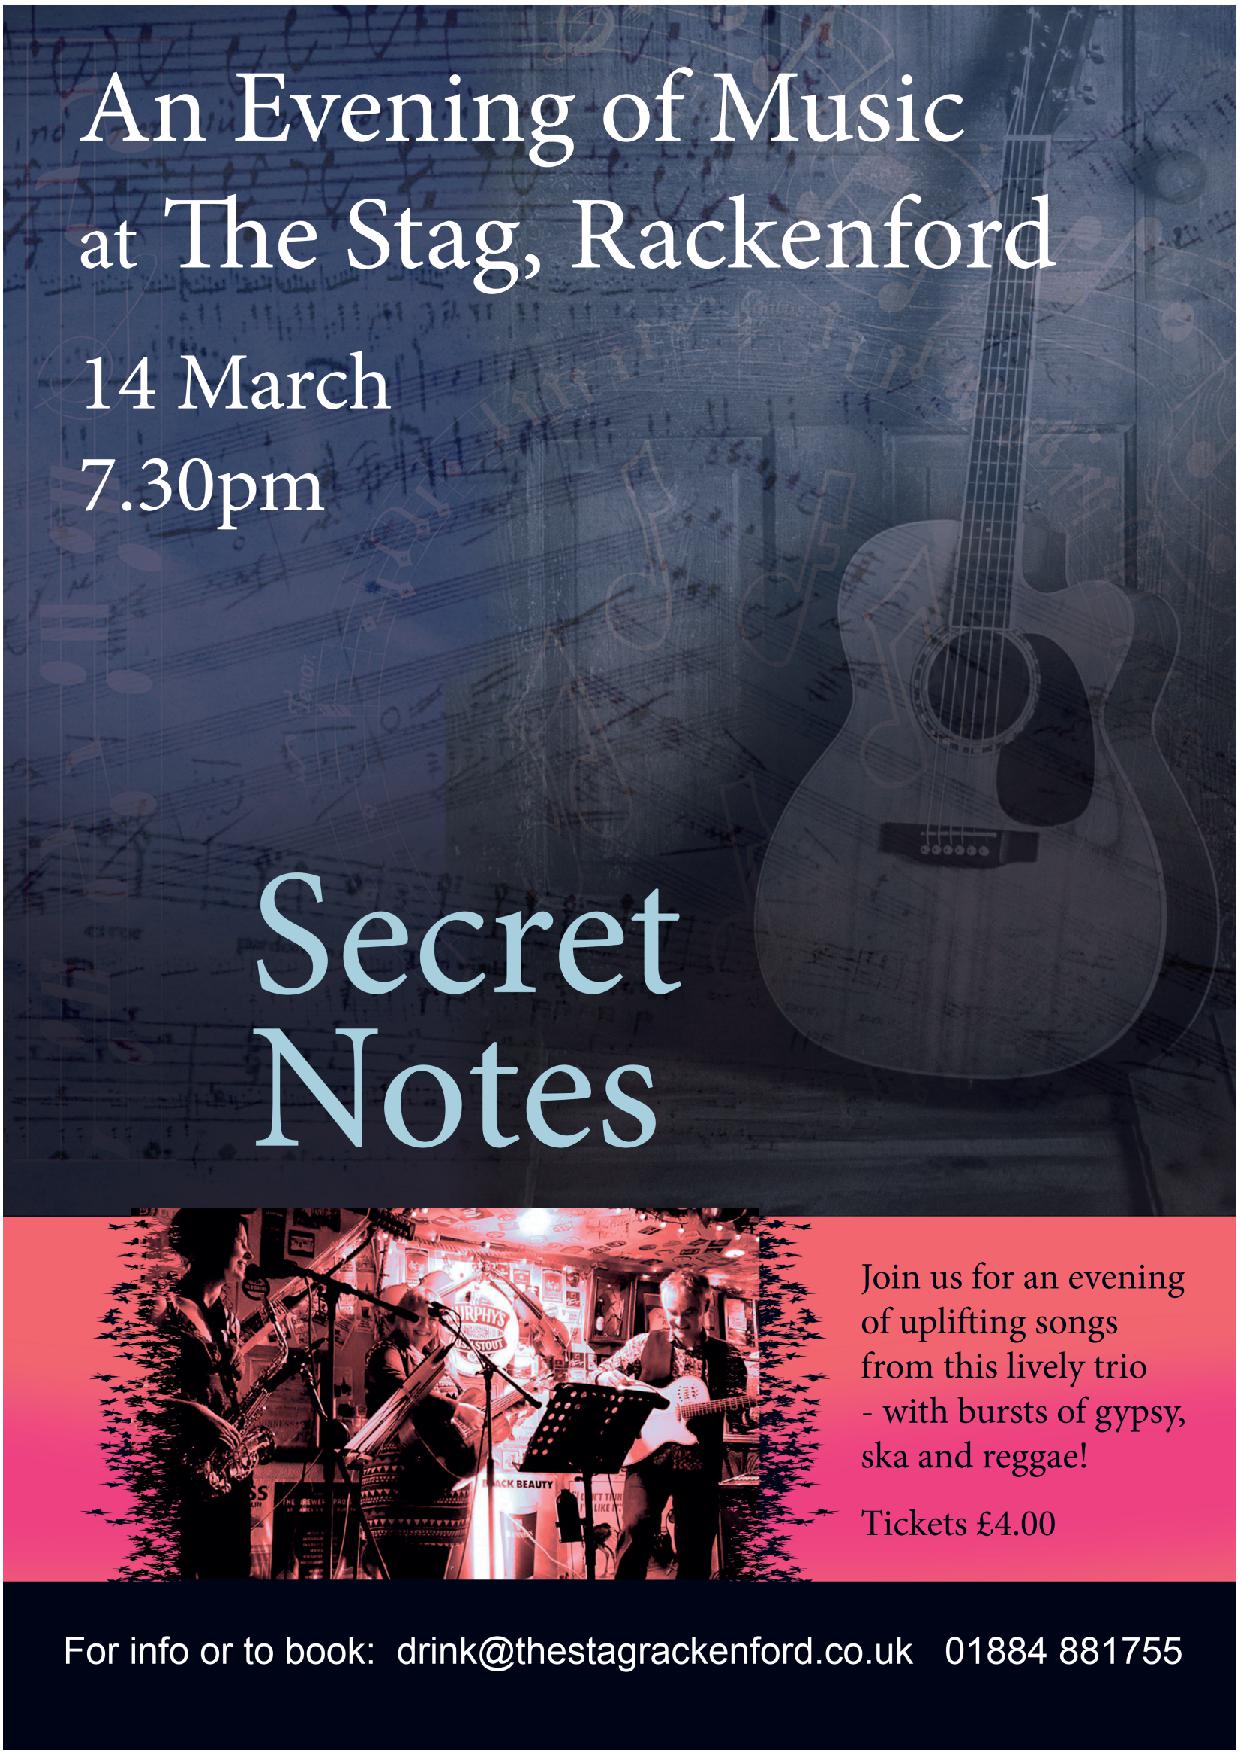 An Evening of Music
at The Stag, Rackenford
14 March
7.30pm
Secret
Notes
Join us for an evening
of uplifting songs
from this lively trio
- with bursts of gypsy,
ska and reggae!
Tickets £4.00
BLACK BEAUTY
For info or to book: drink@thestagrackenford.co.uk 01884 881755